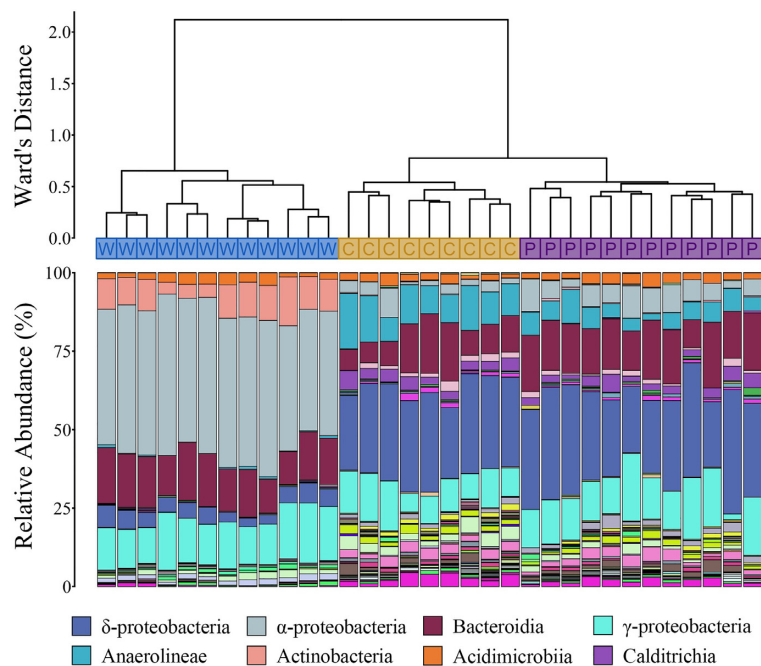 Ward's Distance
2.0
1.5
1.0
0.5
0.0
W W W W W W W W W W W W C C C C C C C C C P P P P P P P P P P P P
Relative Abundance (%)
100
75
50
25
0
δ-proteobacteria α-proteobacteria Bacteroidia γ-proteobacteria
Anaerolineae Actinobacteria Acidimicrobiia Calditrichia